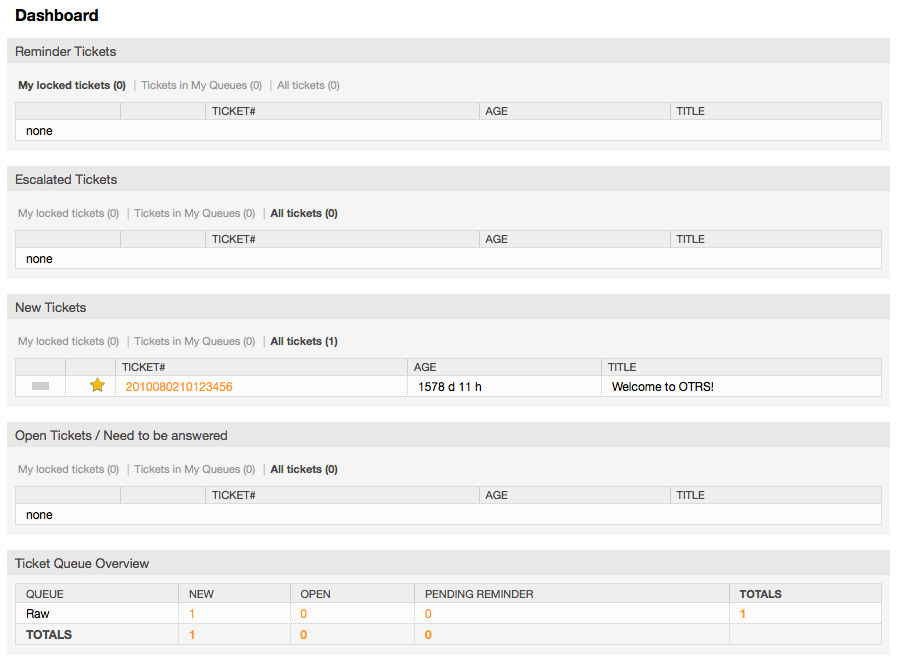 Dashboard
Reminder Tickets
My locked tickets (0) | Tickets in My Queues (0) | All tickets (0)
TICKET# AGE TITLE
none
Escalated Tickets
My locked tickets (0) | Tickets in My Queues (0) | All tickets (0)
TICKET# AGE TITLE
none
New Tickets
My locked tickets (0) | Tickets in My Queues (0) | All tickets (1)
TICKET# AGE TITLE
2010080210123456 1578 d 11 h Welcome to OTRS!
Open Tickets / Need to be answered
My locked tickets (0) | Tickets in My Queues (0) | All tickets (0)
TICKET# AGE TITLE
none
Ticket Queue Overview
QUEUE NEW OPEN PENDING REMINDER TOTALS
Raw 1 0 0 1
TOTALS 1 0 0